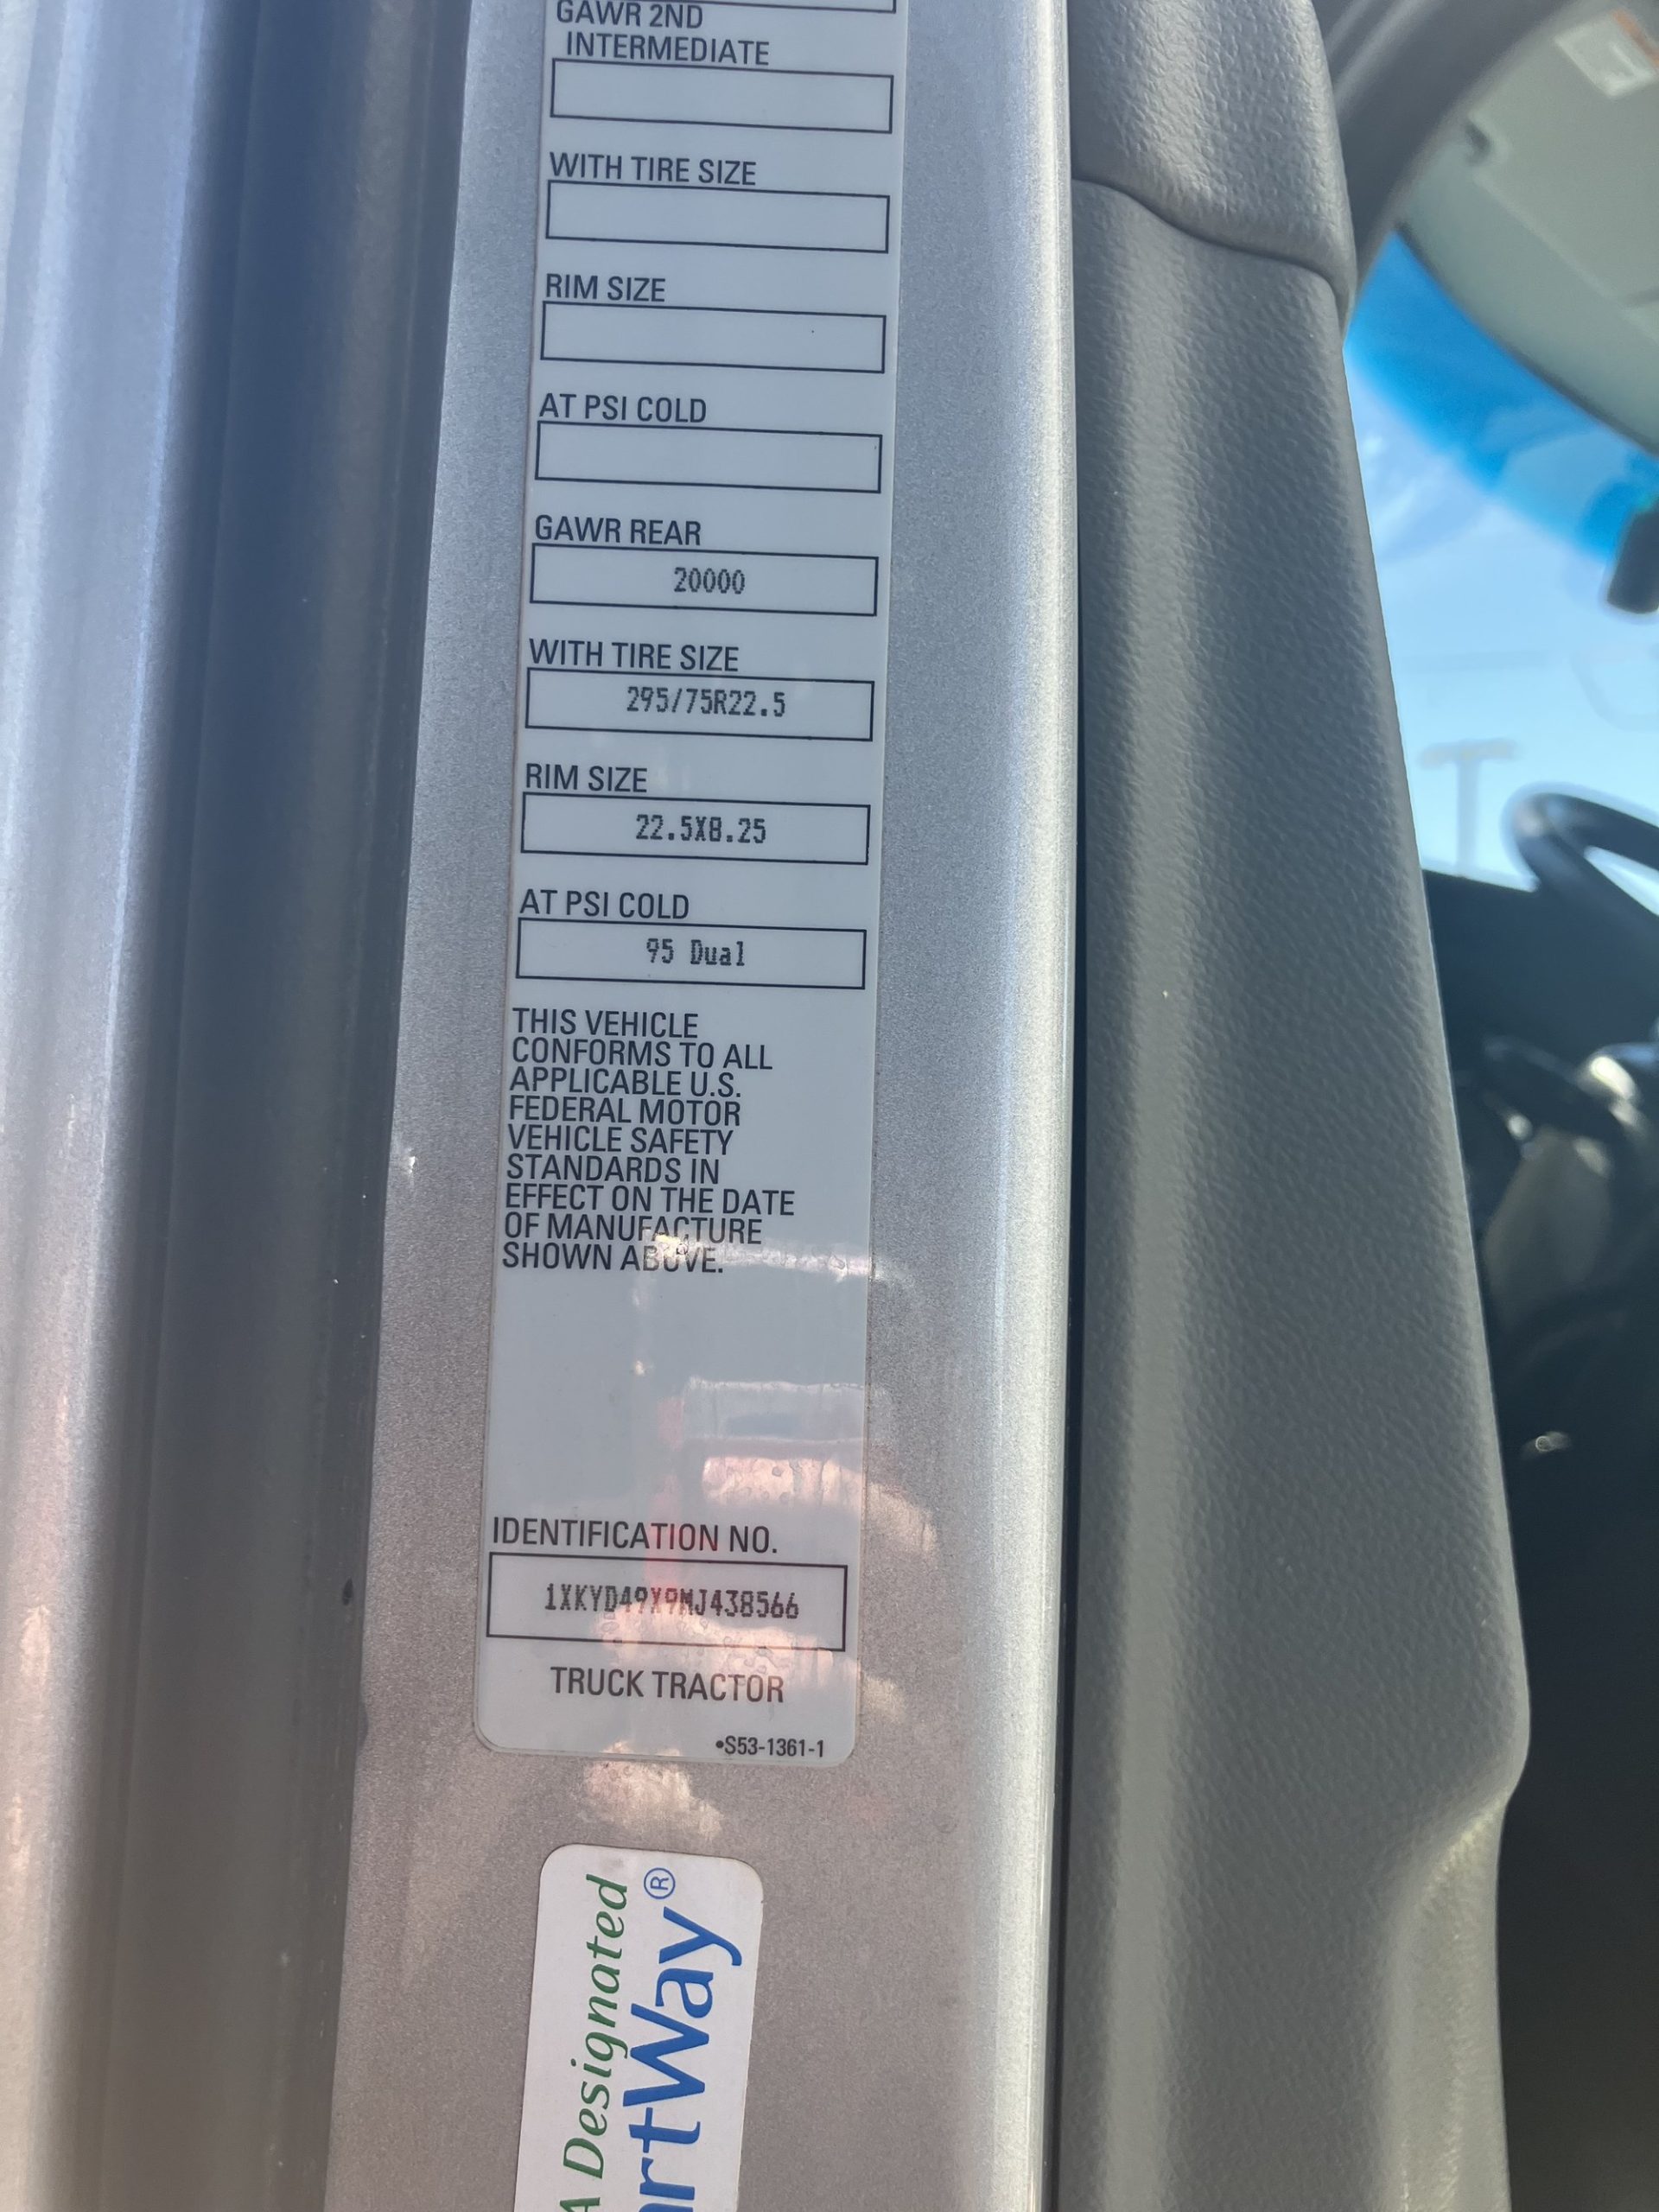 GAWR 2ND
INTERMEDIATE
WITH TIRE SIZE
RIM SIZE
AT PSI COLD
GAWR REAR
20000
WITH TIRE SIZE
295/75R22.5
RIM SIZE
22.5X8.25
AT PSI COLD
95 Dual
THIS VEHICLE
CONFORMS TO ALL
APPLICABLE U.S.
FEDERAL MOTOR
VEHICLE SAFETY
STANDARDS IN
EFFECT ON THE DATE
OF MANUFACTURE
SHOWN ABOVE.
IDENTIFICATION NO.
1XKYD49X9MJ438566
TRUCK TRACTOR
•S53-1361-1
A Designated
artWay®